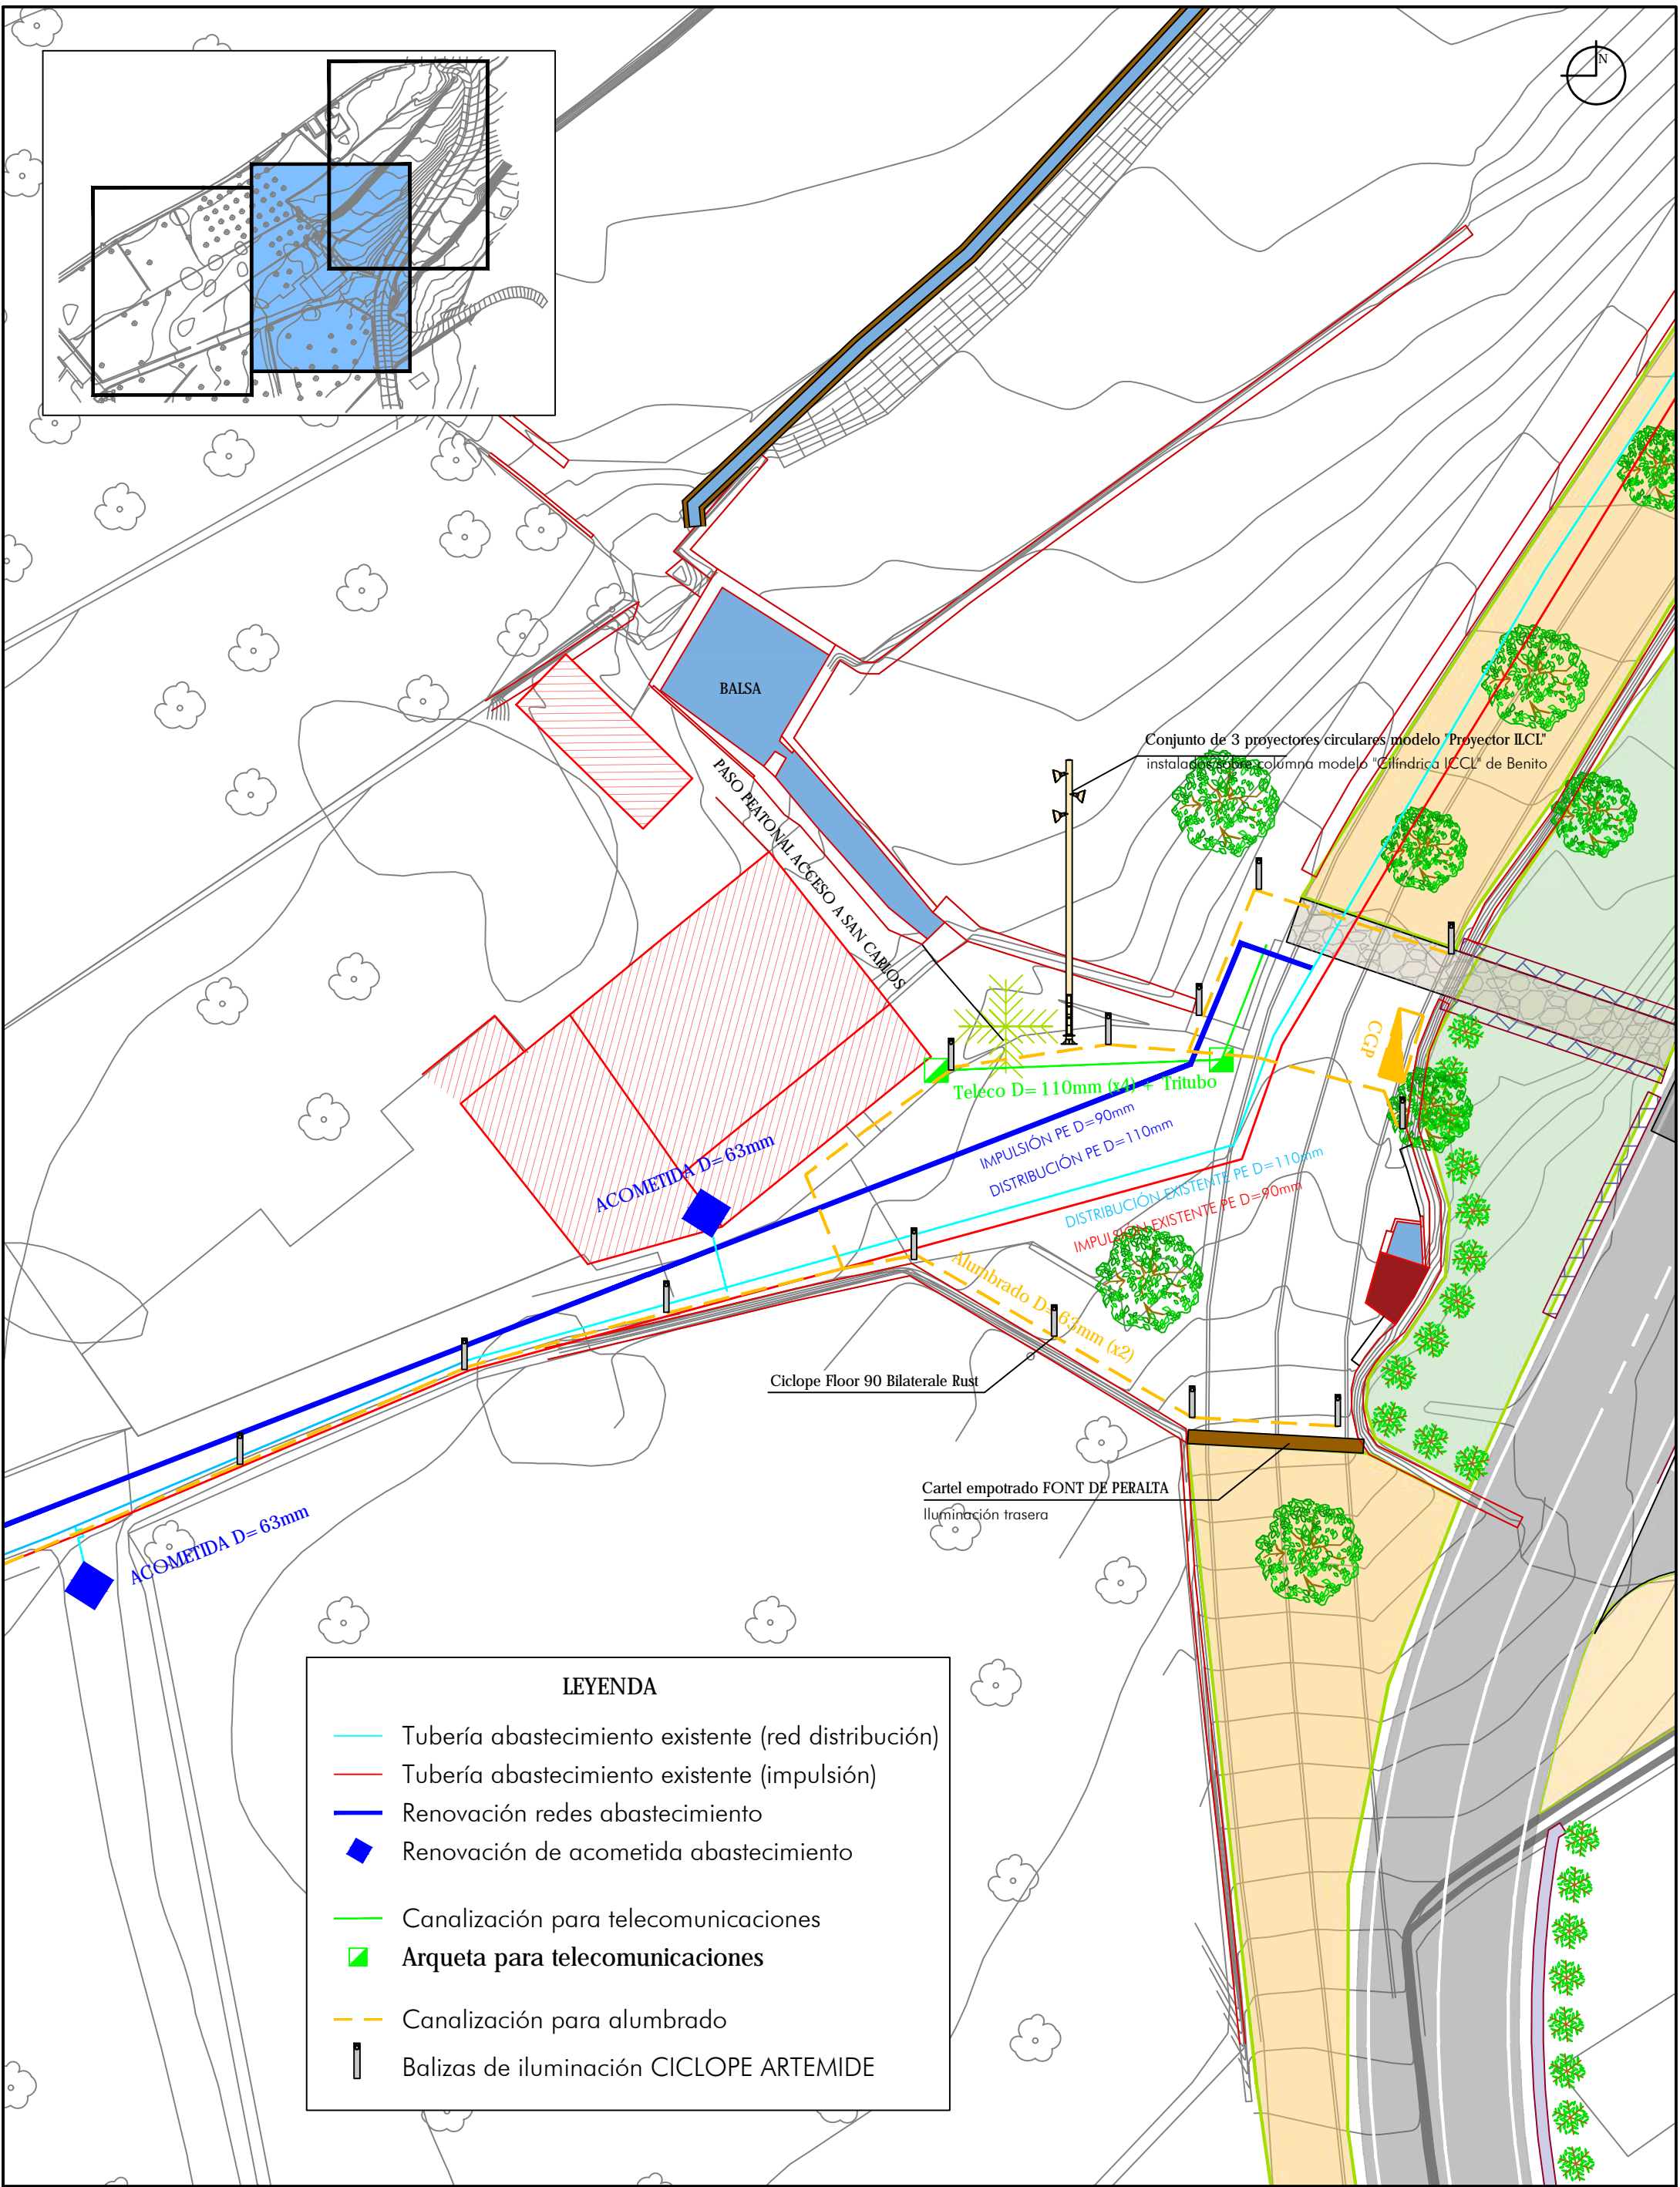 N
BALSA
Conjunto de 3 proyectores circulares modelo "Proyector ILCL"
instalados sobre columna modelo "Cilíndrica ICCL" de Benito
PASO PEATONAL ACCESO A SAN CARLOS
CGP
Teleco D=110mm (x4) + Tritubo
IMPULSIÓN PE D=90mm
DISTRIBUCIÓN PE D=110mm
ACOMETIDA D=63mm
DISTRIBUCIÓN EXISTENTE PE D=110mm
IMPULSIÓN EXISTENTE PE D=90mm
Alumbrado D=63mm (x2)
Ciclope Floor 90 Bilaterale Rust
Cartel empotrado FONT DE PERALTA
Iluminación trasera
ACOMETIDA D=63mm
LEYENDA
Tubería abastecimiento existente (red distribución)
Tubería abastecimiento existente (impulsión)
Renovación redes abastecimiento
Renovación de acometida abastecimiento
Canalización para telecomunicaciones
Arqueta para telecomunicaciones
Canalización para alumbrado
Balizas de iluminación CICLOPE ARTEMIDE